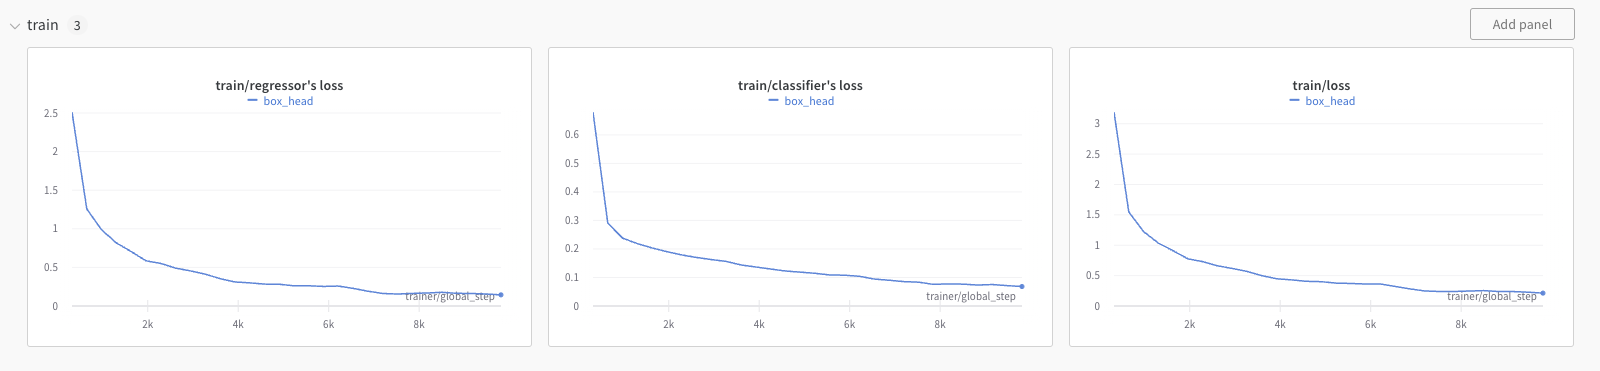 train 3
Add panel
train/regressor's loss
box_head
2.5
2
1.5
1
0.5
0
trainer/global_step
2k
4k
6k
8k
train/classifier's loss
box_head
0.6
0.5
0.4
0.3
0.2
0.1
0
trainer/global_step
2k
4k
6k
8k
train/loss
box_head
3
2.5
2
1.5
1
0.5
0
trainer/global_step
2k
4k
6k
8k